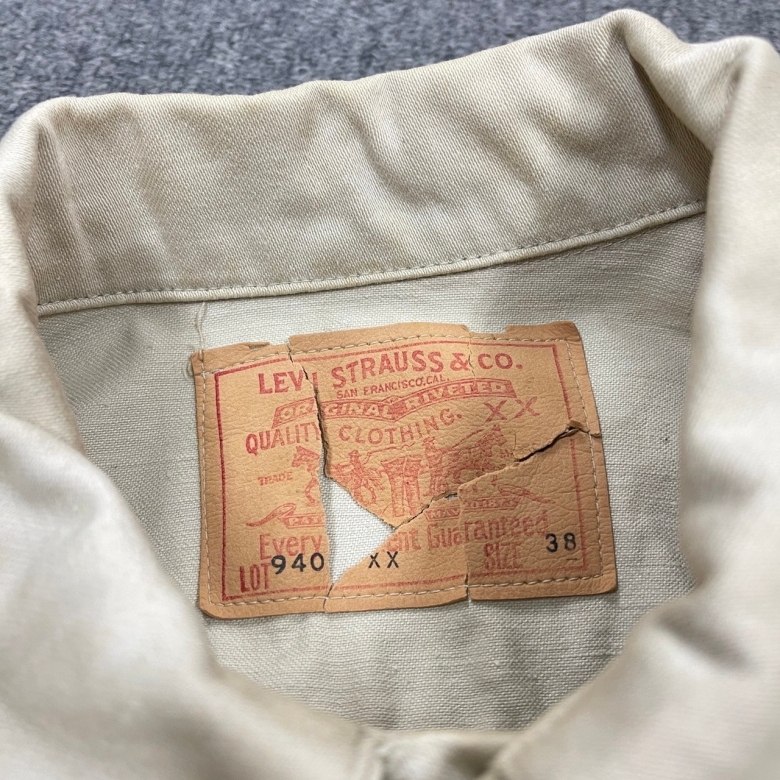 LEVI STRAUSS & CO.
SAN FRANCISCO, CAL.
ORIGINAL RIVETED
QUALITY CLOTHING. XX
TRADE
Every ent Guaranteed
LOT 940 XX SIZE 38